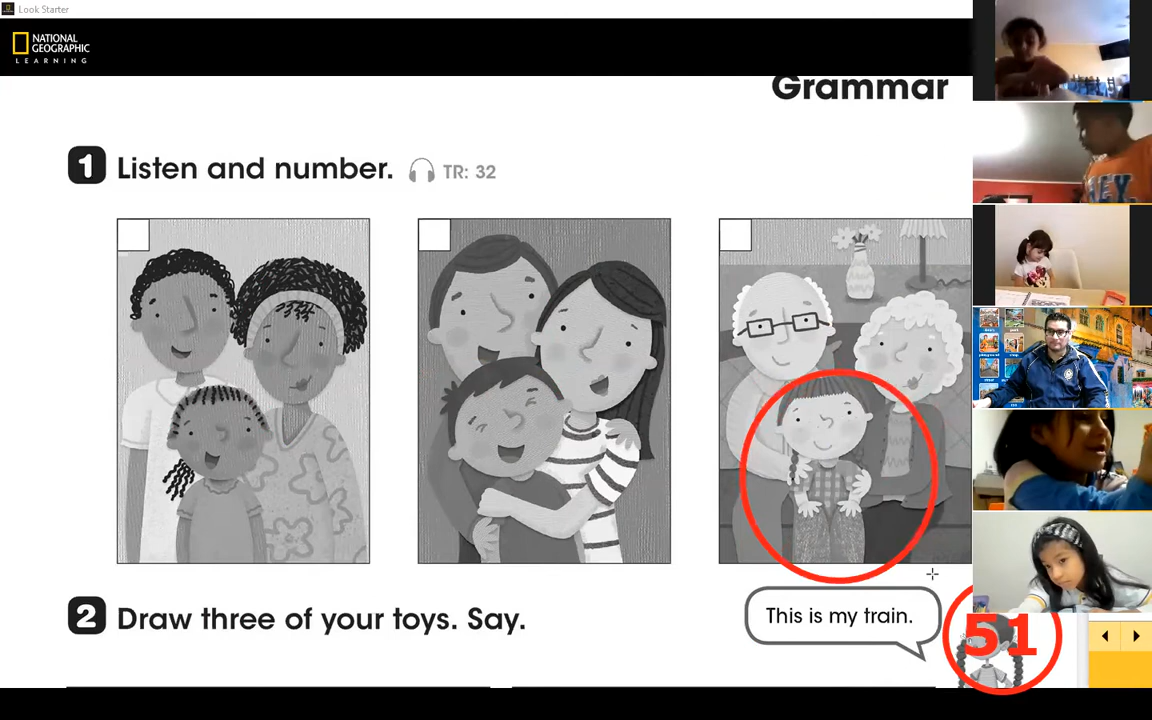 Look Starter
NATIONAL
GEOGRAPHIC
LEARNING
Grammar
1 Listen and number. TR: 32
2 Draw three of your toys. Say.
This is my train.
51